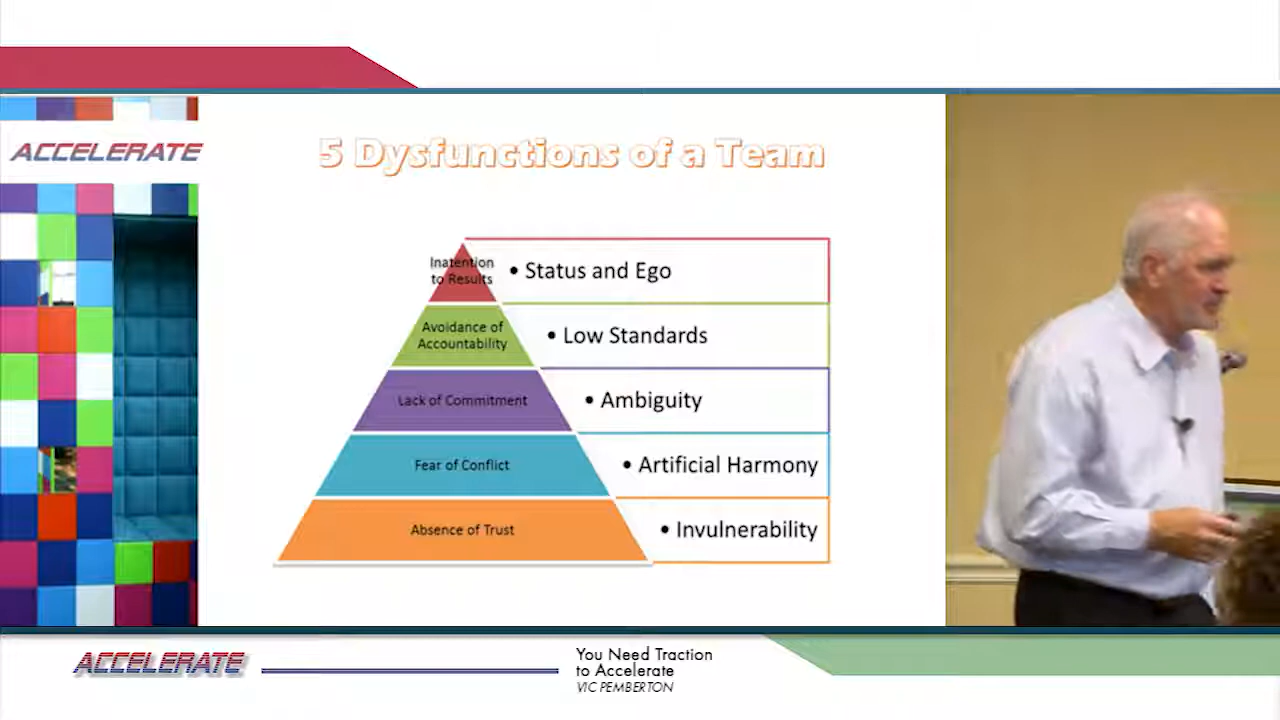 ACCELERATE
5 Dysfunctions of a Team
Inatention
to Results
• Status and Ego
Avoidance of
Accountability
• Low Standards
Lack of Commitment
• Ambiguity
Fear of Conflict
• Artificial Harmony
Absence of Trust
• Invulnerability
ACCELERATE
You Need Traction
to Accelerate
VIC PEMBERTON